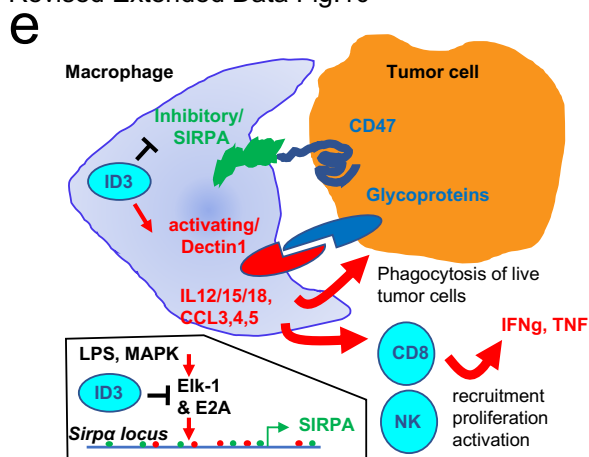 e
Macrophage
Tumor cell
Inhibitory/
SIRPA
CD47
ID3
Glycoproteins
activating/
Dectin1
IL12/15/18,
CCL3,4,5
Phagocytosis of live
tumor cells
IFNg, TNF
CD8
NK
recruitment
proliferation
activation
LPS, MAPK
ID3
Elk-1
& E2A
Sirpα locus
SIRPA